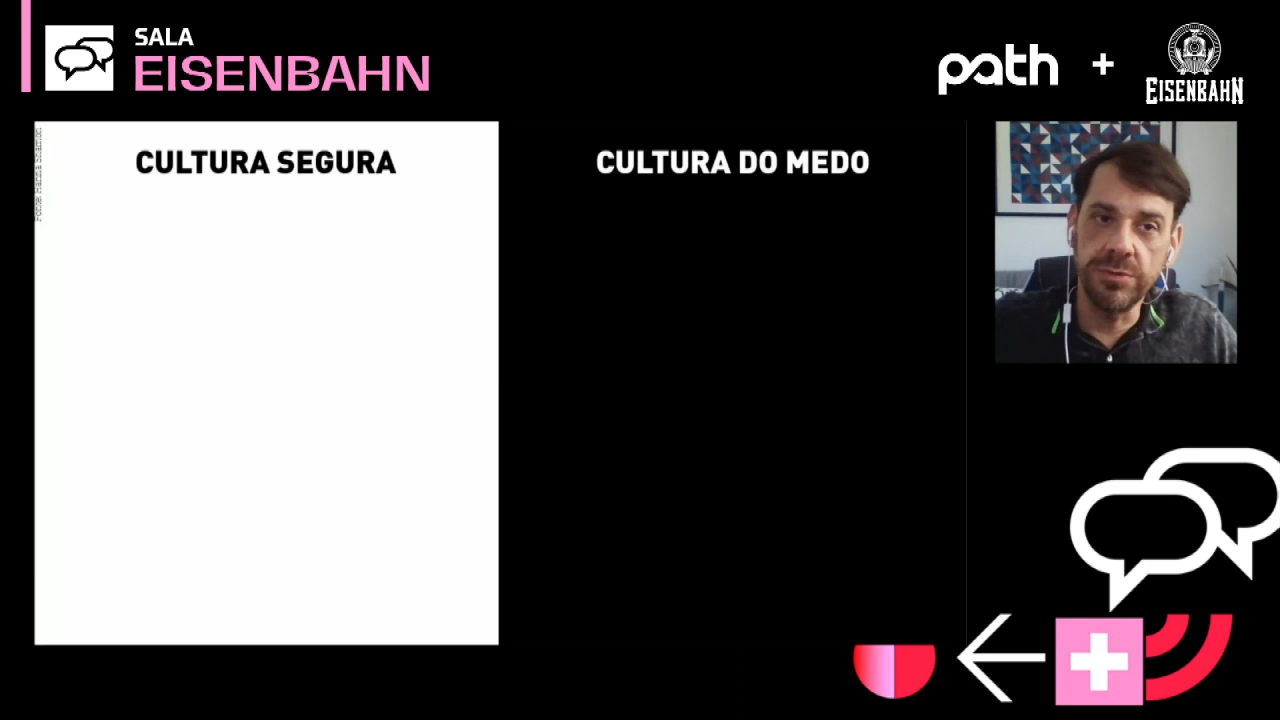 SALA
EISENBAHN
path + EISENBAHN
CULTURA SEGURA
CULTURA DO MEDO